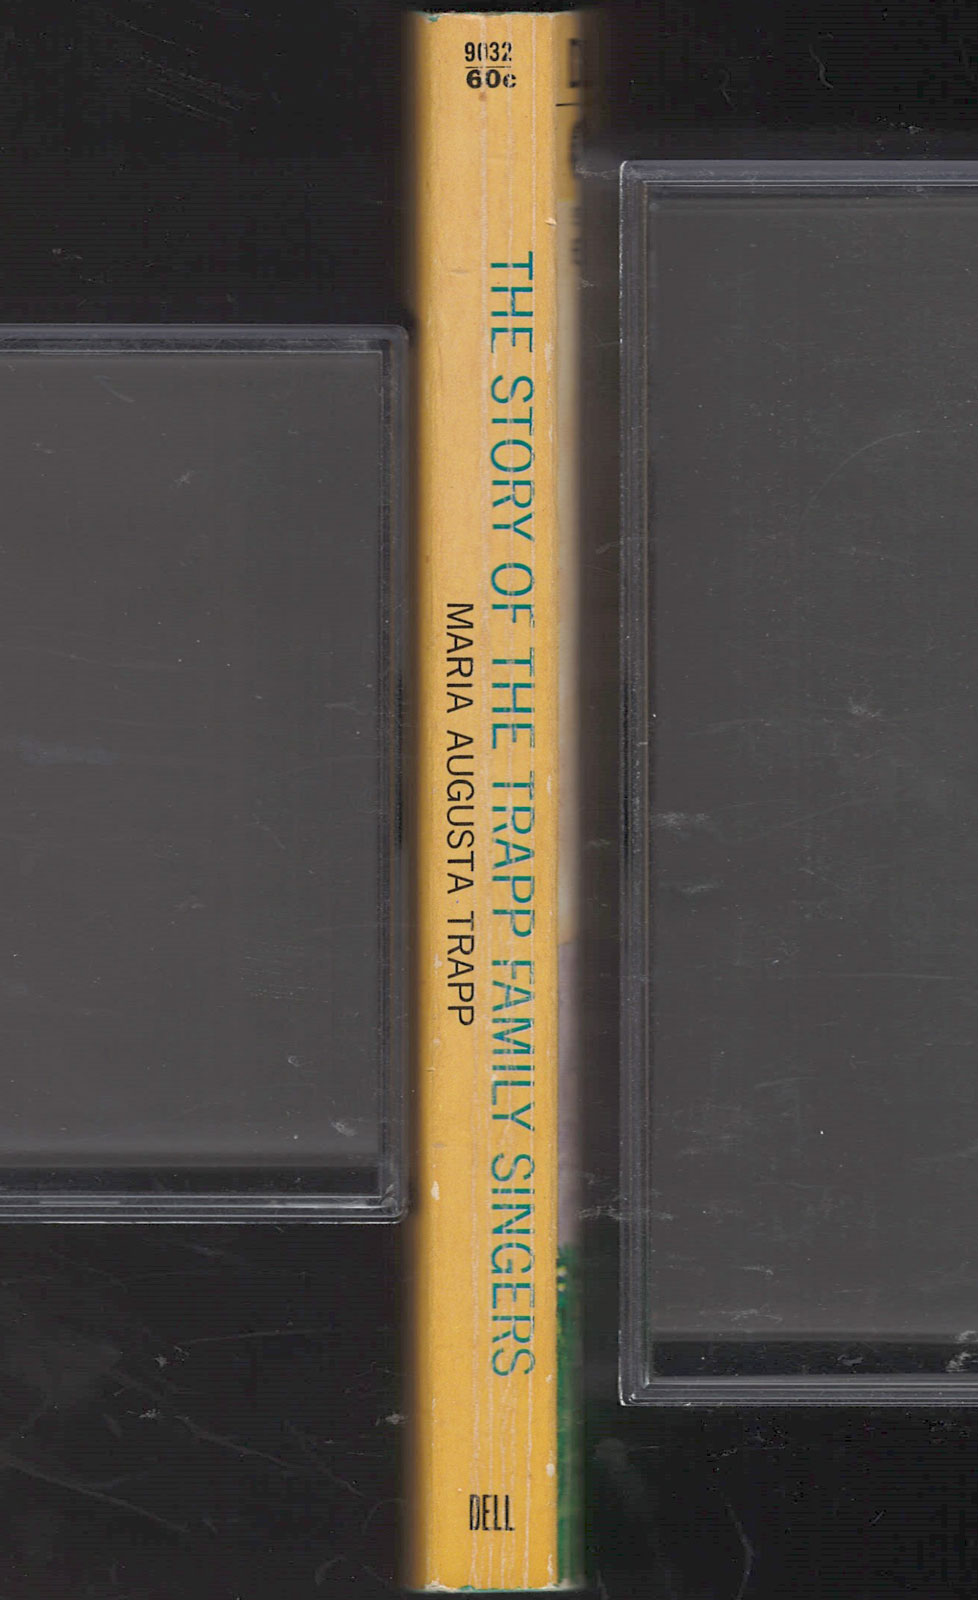 9032
60c
THE STORY OF THE TRAPP FAMILY SINGERS
MARIA AUGUSTA TRAPP
DELL